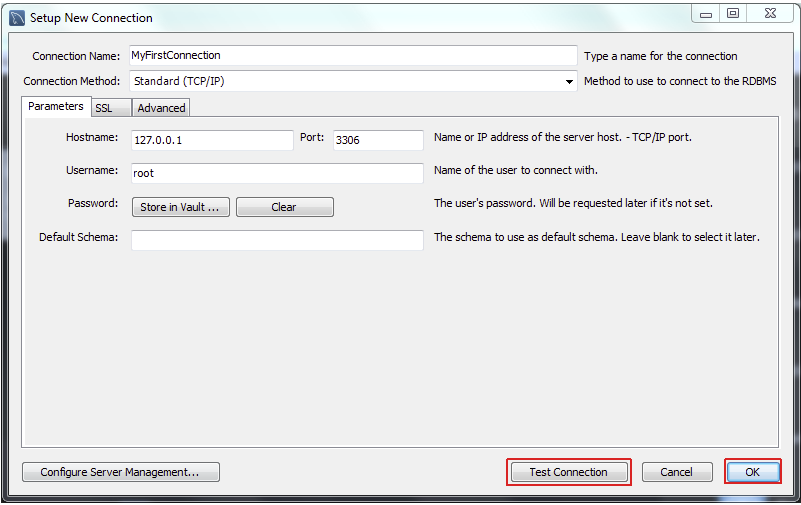 Setup New Connection
Connection Name: MyFirstConnection Type a name for the connection
Connection Method: Standard (TCP/IP) Method to use to connect to the RDBMS
Parameters SSL Advanced
Hostname: 127.0.0.1 Port: 3306 Name or IP address of the server host. - TCP/IP port.
Username: root Name of the user to connect with.
Password: Store in Vault ... Clear The user's password. Will be requested later if it's not set.
Default Schema: The schema to use as default schema. Leave blank to select it later.
Configure Server Management... Test Connection Cancel OK